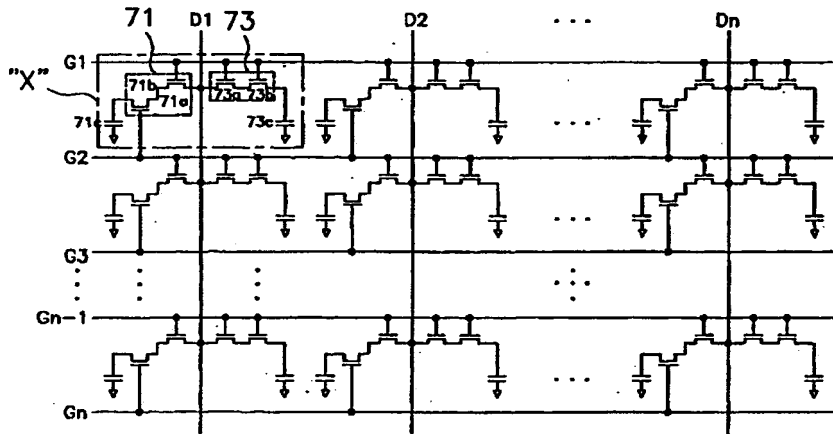 71 D1 73 D2 ... Dn
G1
"X"
71b 71a 73a 73b
71c 73c
...
G2
...
G3
Gn-1
...
Gn